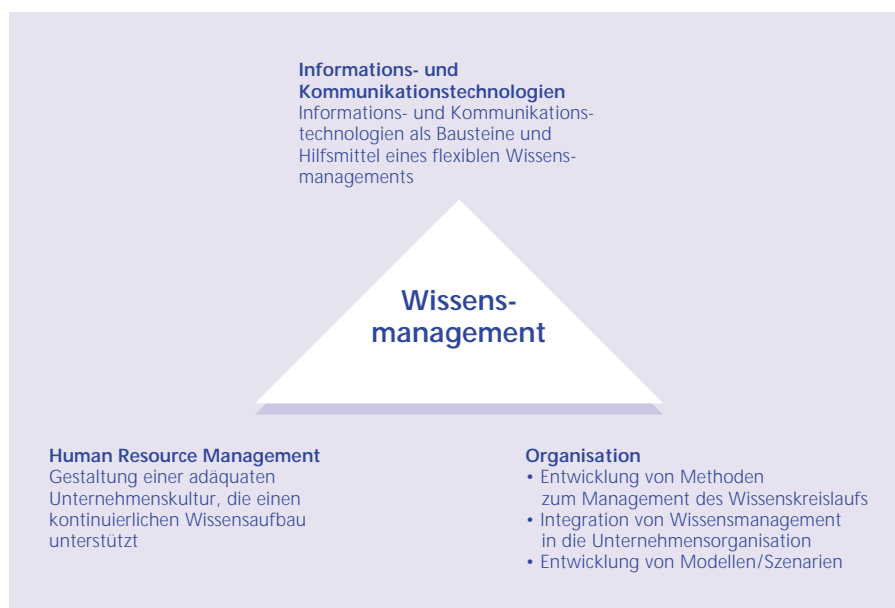 Informations- und
Kommunikationstechnologien
Informations- und Kommunikations-
technologien als Bausteine und
Hilfsmittel eines flexiblen Wissens-
managements
Wissens-
management
Human Resource Management
Gestaltung einer adäquaten
Unternehmenskultur, die einen
kontinuierlichen Wissensaufbau
unterstützt
Organisation
• Entwicklung von Methoden
zum Management des Wissenskreislaufs
• Integration von Wissensmanagement
in die Unternehmensorganisation
• Entwicklung von Modellen/Szenarien